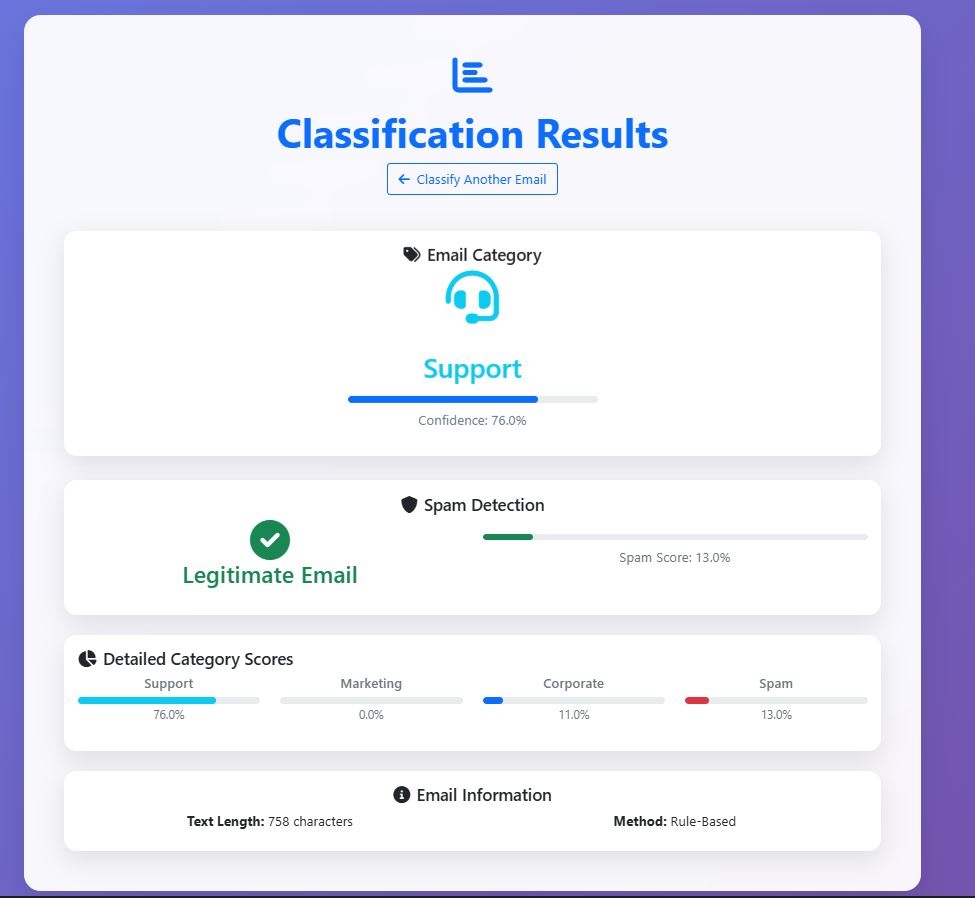 Classification Results
Classify Another Email
Email Category
Support
Confidence: 76.0%
Spam Detection
Legitimate Email
Spam Score: 13.0%
Detailed Category Scores
Support
76.0%
Marketing
0.0%
Corporate
11.0%
Spam
13.0%
Email Information
Text Length: 758 characters
Method: Rule-Based